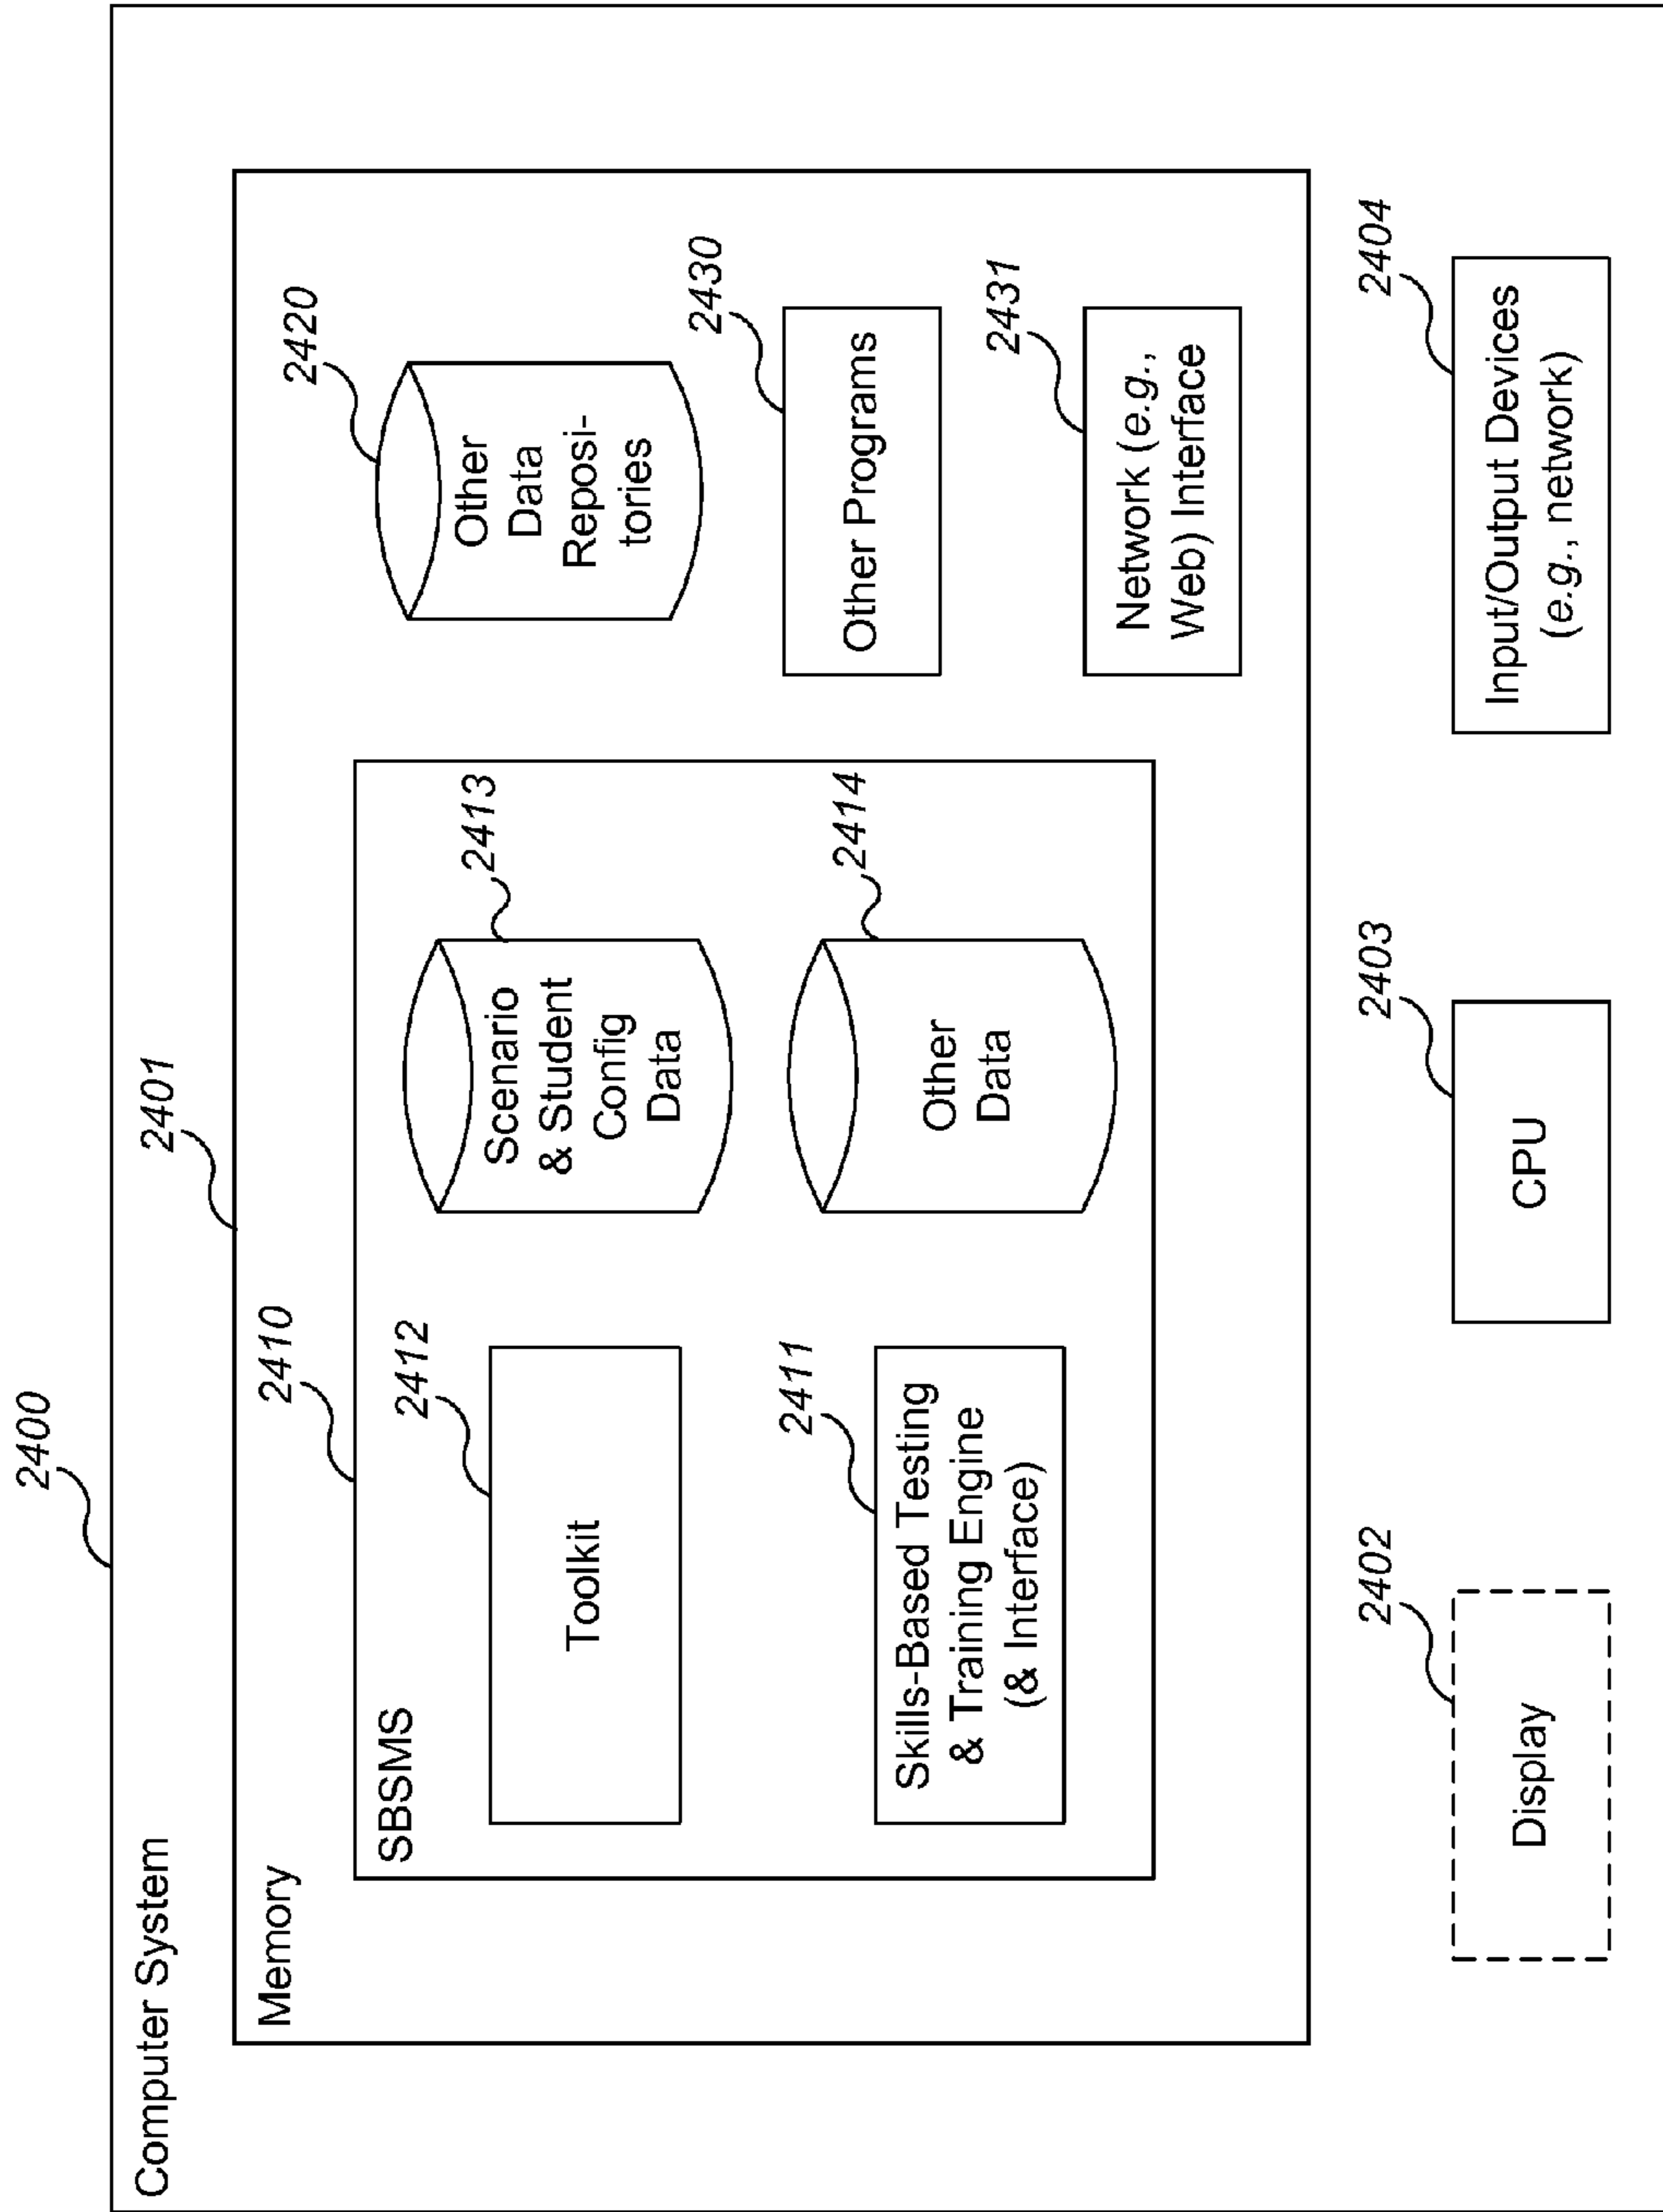 2400
Computer System
2401
Memory
2410
SBSMS
2412
Toolkit
2411
Skills-Based Testing
& Training Engine
(& Interface)
2413
Scenario
& Student
Config
Data
2414
Other
Data
2420
Other
Data
Reposi-
tories
2430
Other Programs
2431
Network (e.g.,
Web) Interface
2402
Display
2403
CPU
2404
Input/Output Devices
(e.g., network)